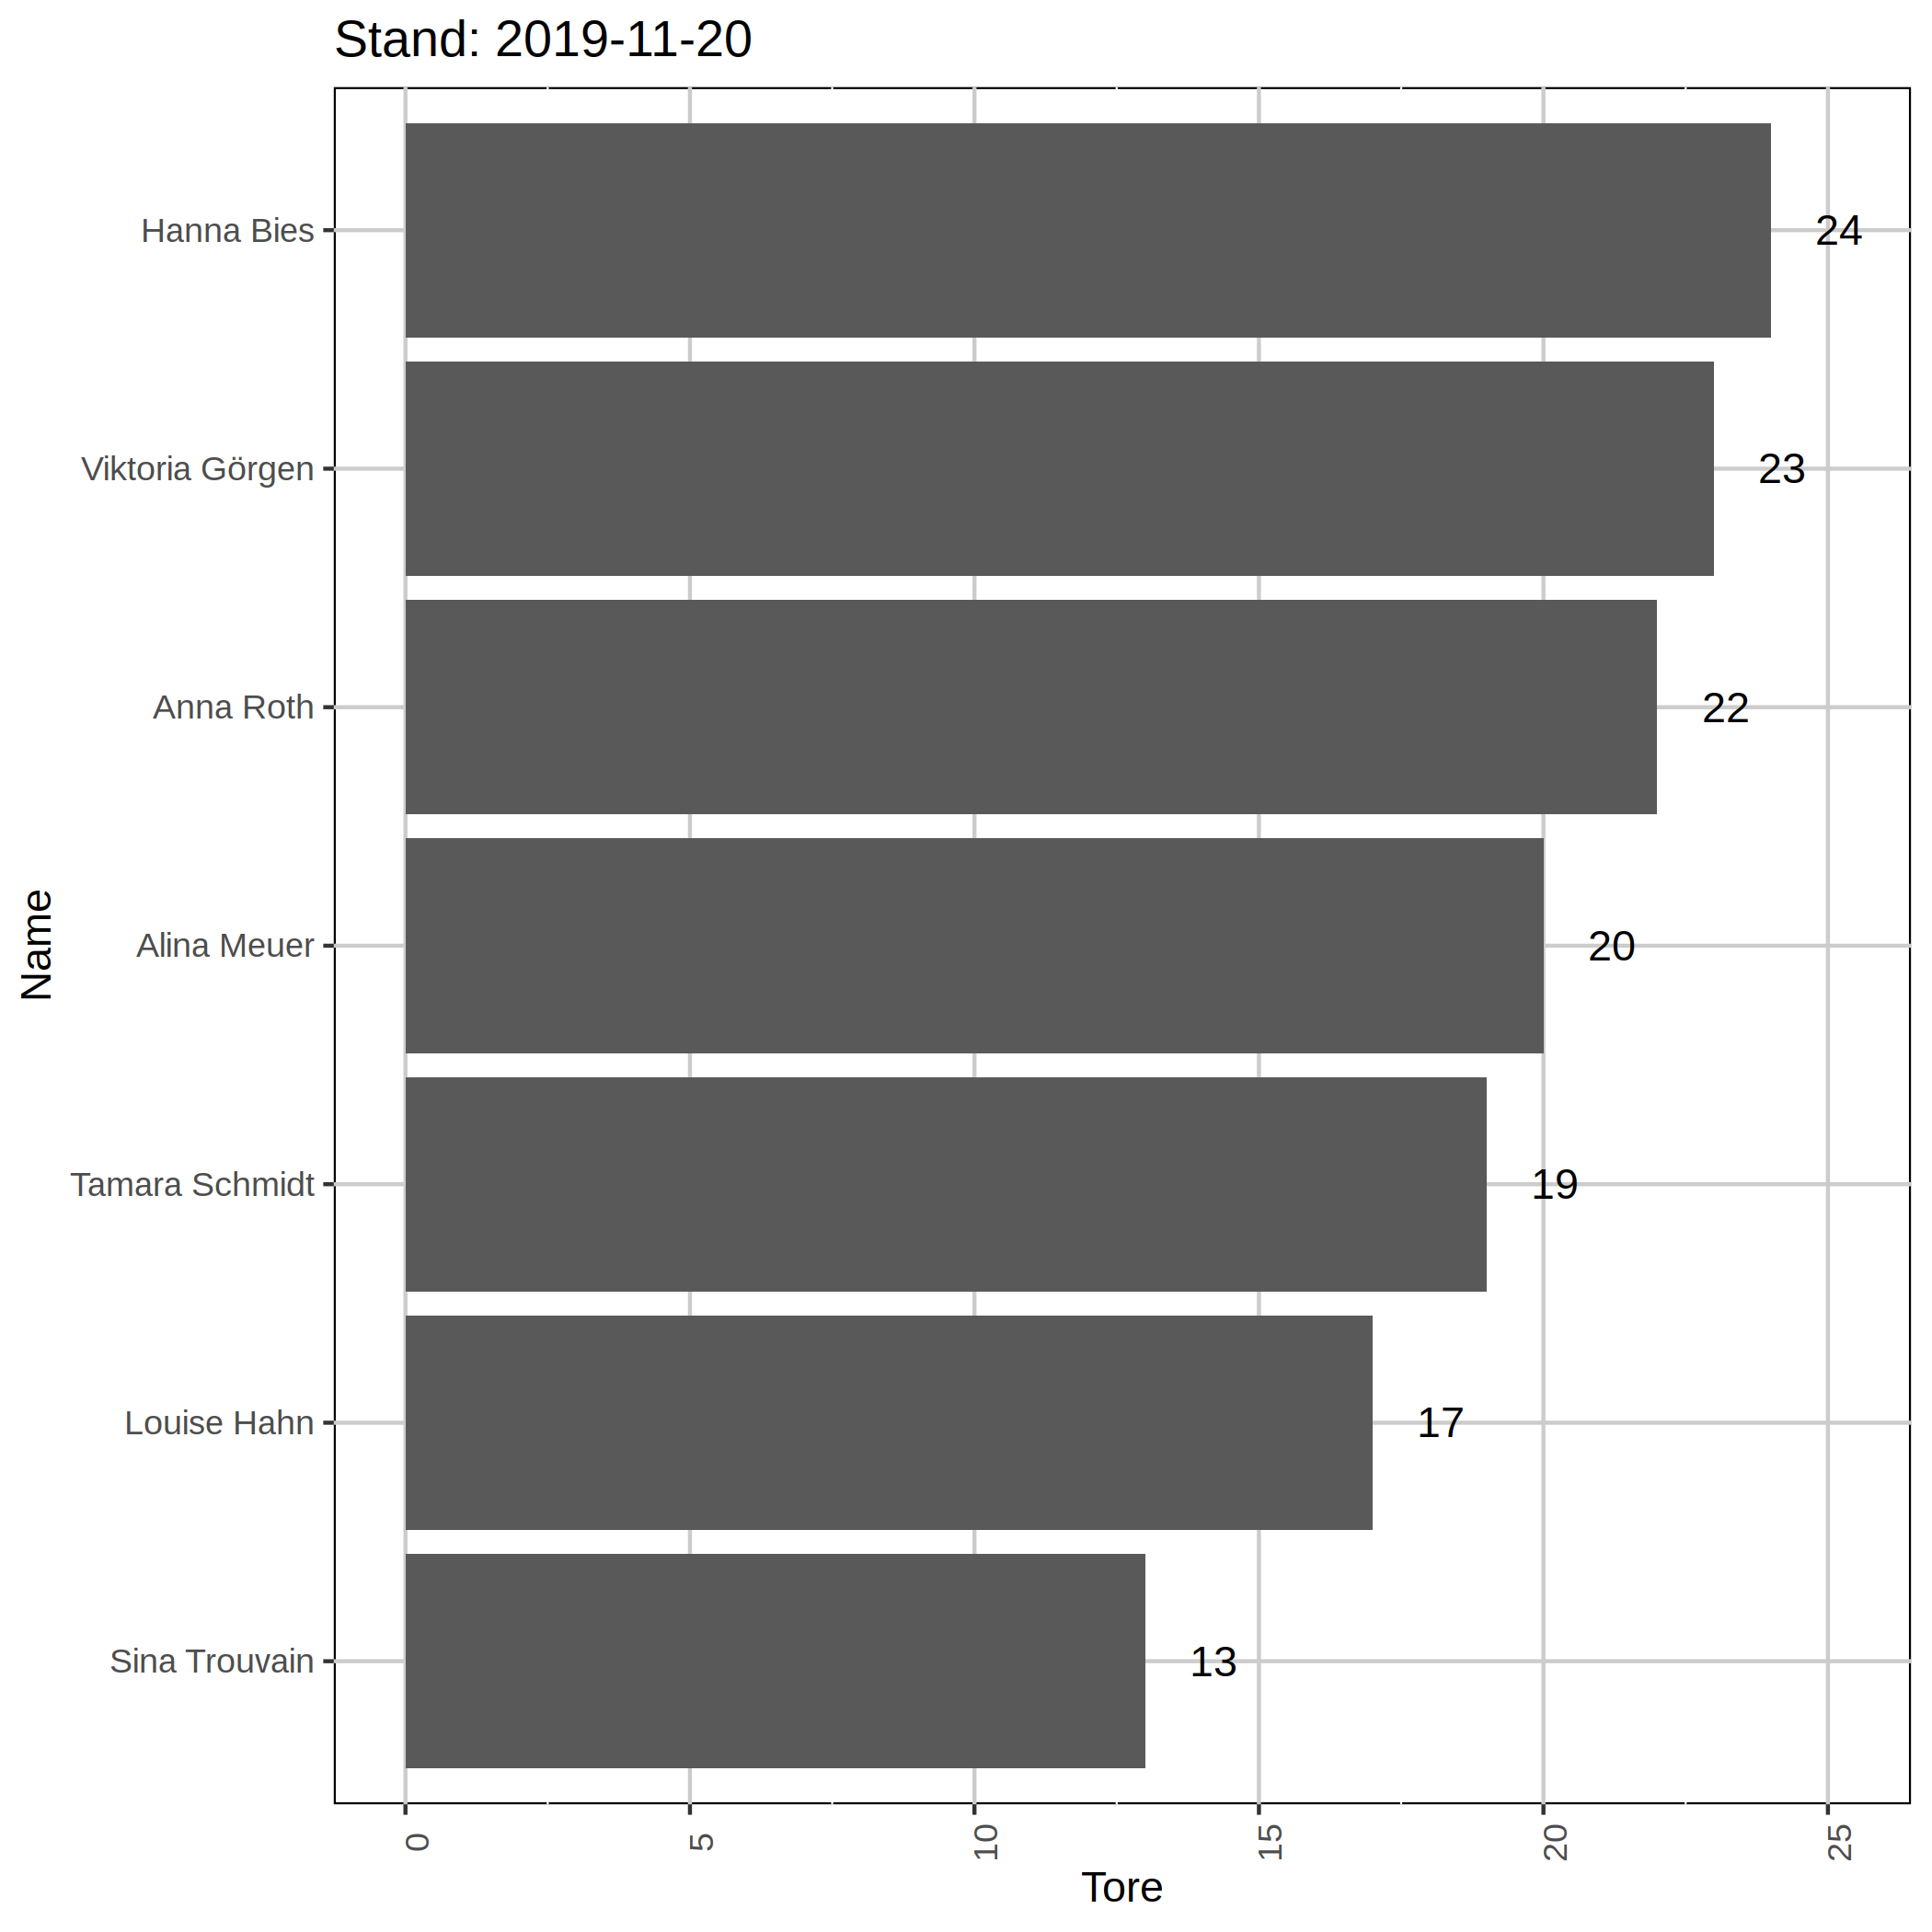 Stand: 2019-11-20
Name
Hanna Bies
24
Viktoria Görgen
23
Anna Roth
22
Alina Meuer
20
Tamara Schmidt
19
Louise Hahn
17
Sina Trouvain
13
0
5
10
15
20
25
Tore